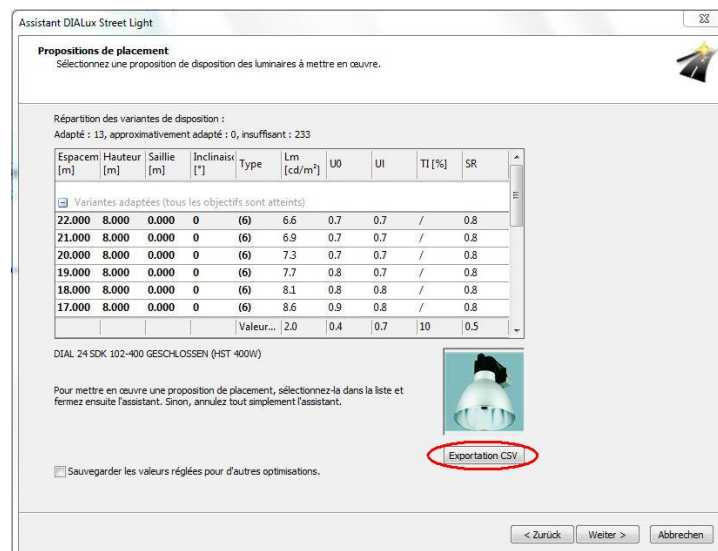 Assistant DIALux Street Light
Propositions de placement
Sélectionnez une proposition de disposition des luminaires à mettre en œuvre.
Répartition des variantes de disposition :
Adapté : 13, approximativement adapté : 0, insuffisant : 233
Espacem [m] Hauteur [m] Saillie [m] Inclinaisc [°] Type Lm [cd/m²] U0 UI TI [%] SR
Variantes adaptées (tous les objectifs sont atteints)
22.000 8.000 0.000 0 (6) 6.6 0.7 0.7 / 0.8
21.000 8.000 0.000 0 (6) 6.9 0.7 0.7 / 0.8
20.000 8.000 0.000 0 (6) 7.3 0.7 0.7 / 0.8
19.000 8.000 0.000 0 (6) 7.7 0.8 0.7 / 0.8
18.000 8.000 0.000 0 (6) 8.1 0.8 0.8 / 0.8
17.000 8.000 0.000 0 (6) 8.6 0.9 0.8 / 0.8
Valeur... 2.0 0.4 0.7 10 0.5
DIAL 24 SDK 102-400 GESCHLOSSEN (HST 400W)
Pour mettre en œuvre une proposition de placement, sélectionnez-la dans la liste et
fermez ensuite l'assistant. Sinon, annulez tout simplement l'assistant.
Exportation CSV
Sauvegarder les valeurs réglées pour d'autres optimisations.
< Zurück Weiter > Abbrechen